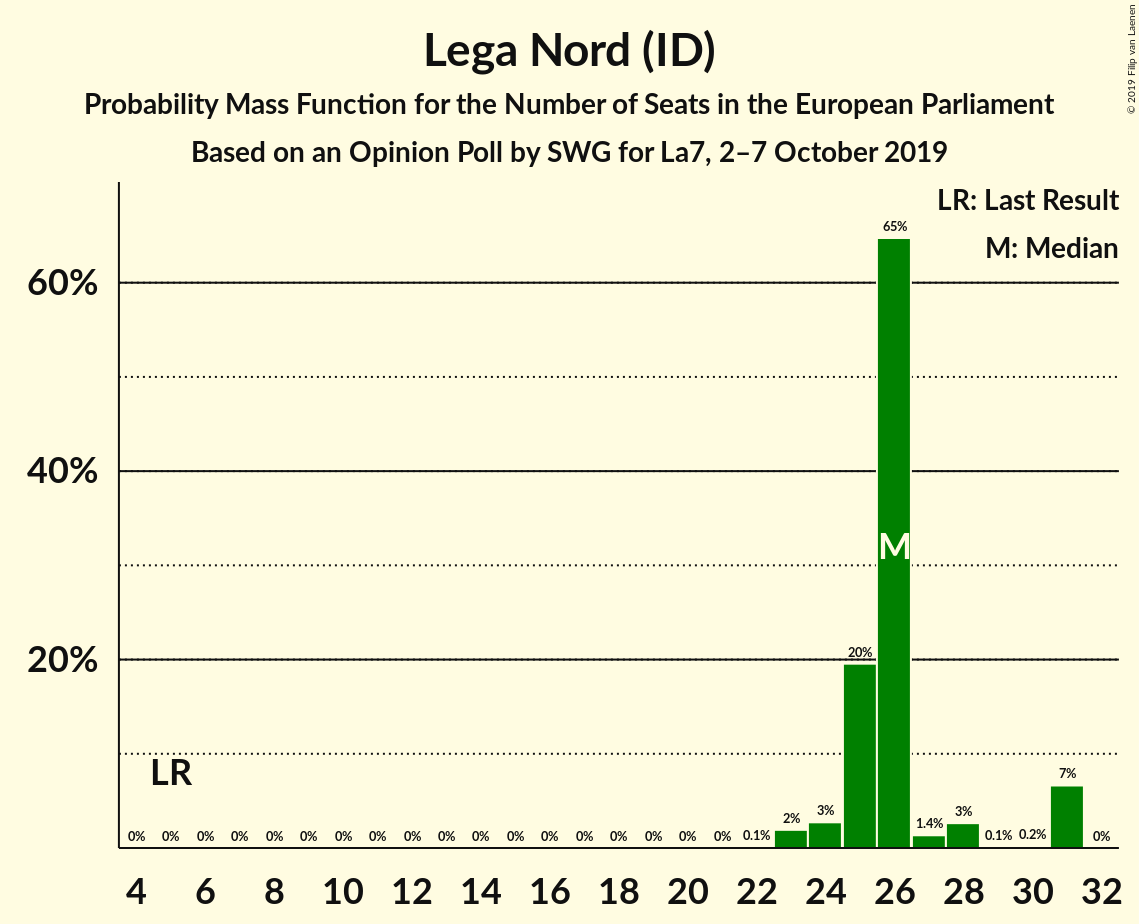 Lega Nord (ID)
Probability Mass Function for the Number of Seats in the European Parliament
Based on an Opinion Poll by SWG for La7, 2–7 October 2019
© 2019 Filip van Laenen
LR: Last Result
M: Median
60%
40%
20%
65%
M
20%
LR
7%
0% 0% 0% 0% 0% 0% 0% 0% 0% 0% 0% 0% 0% 0% 0% 0% 0% 0% 0.1% 2% 3% 1.4% 3% 0.1% 0.2% 0%
4 6 8 10 12 14 16 18 20 22 24 26 28 30 32